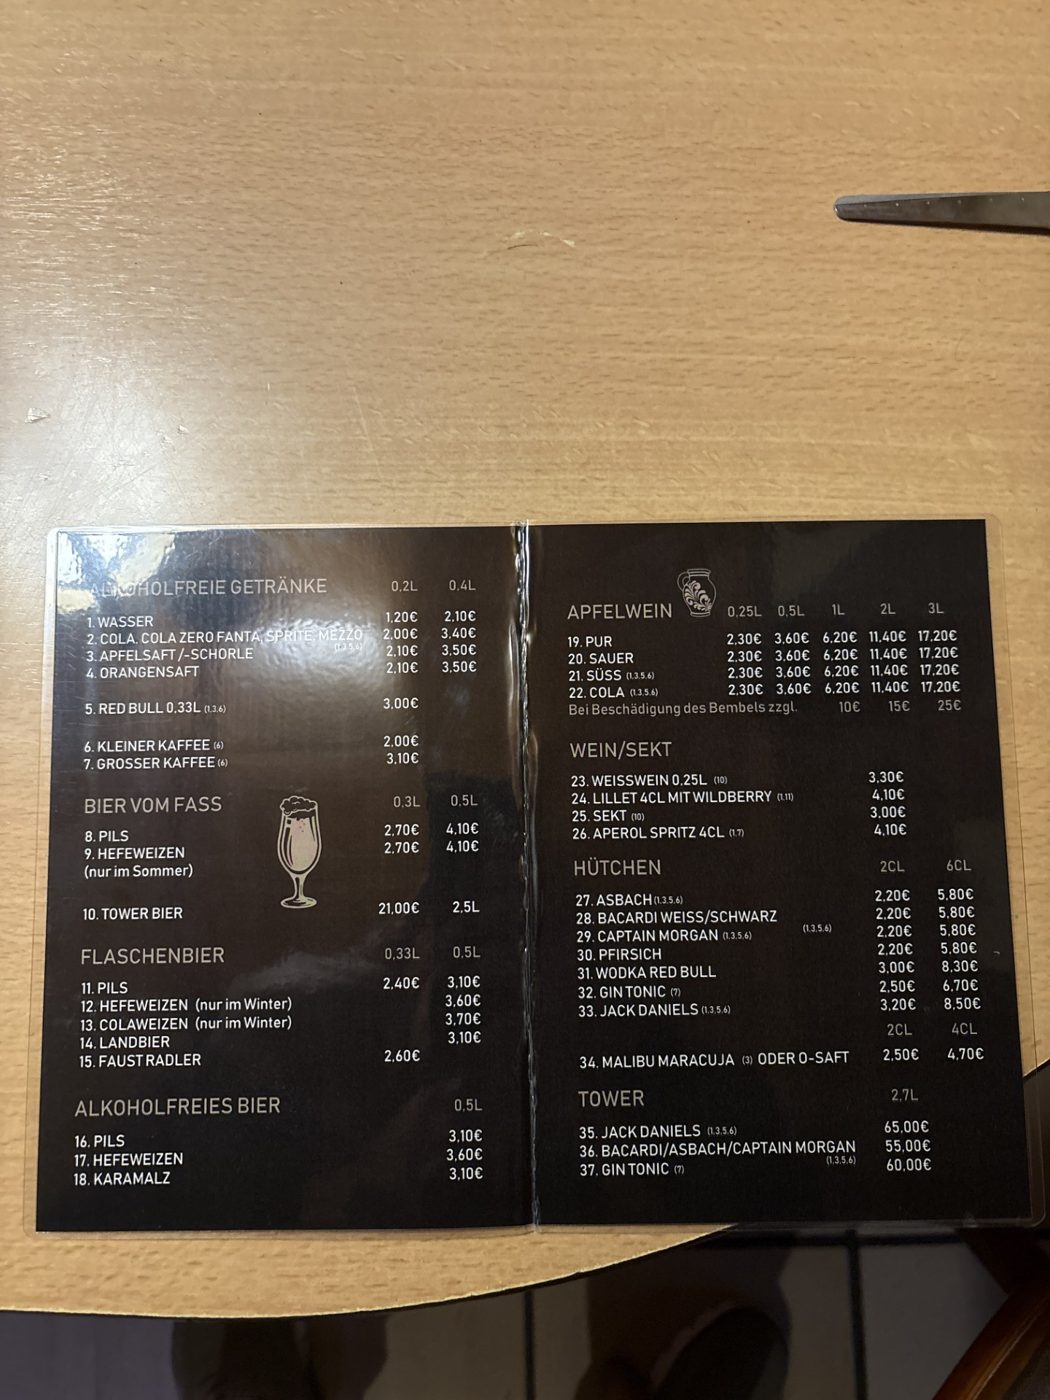 ALKOHOLFREIE GETRÄNKE 0,2L 0,4L
1. WASSER 1,20€ 2.10€
2. COLA. COLA ZERO FANTA, SPRITE, MEZZO 2,00€ 3,40€
(1.3.5.6)
3. APFELSAFT /-SCHORLE 2,10€ 3,50€
4. ORANGENSAFT 2,10€ 3,50€
5. RED BULL 0,33L (1.3.6) 3,00€
6. KLEINER KAFFEE (6) 2,00€
7. GROSSER KAFFEE (6) 3,10€
BIER VOM FASS 0,3L 0,5L
8. PILS 2.70€ 4,10€
9. HEFEWEIZEN 2,70€ 4,10€
(nur im Sommer)
10. TOWER BIER 21,00€ 2,5L
FLASCHENBIER 0,33L 0,5L
11. PILS 2,40€ 3,10€
12. HEFEWEIZEN (nur im Winter) 3,60€
13. COLAWEIZEN (nur im Winter) 3,70€
14. LANDBIER 3,10€
15. FAUST RADLER 2,60€
ALKOHOLFREIES BIER 0,5L
16. PILS 3,10€
17. HEFEWEIZEN 3,60€
18. KARAMALZ 3,10€
APFELWEIN 0,25L 0,5L 1L 2L 3L
19. PUR 2.30€ 3.60€ 6,20€ 11,40€ 17,20€
20. SAUER 2.30€ 3.60€ 6,20€ 11,40€ 17,20€
21. SÜSS (1.3.5.6) 2.30€ 3.60€ 6.20€ 11,40€ 17.20€
22. COLA (1.3.5.6) 2.30€ 3.60€ 6.20€ 11,40€ 17,20€
Bei Beschädigung des Bembels zzgl. 10€ 15€ 25€
WEIN/SEKT
23. WEISSWEIN 0.25L (10) 3,30€
24. LILLET 4CL MIT WILDBERRY (1.11) 4,10€
25. SEKT (10) 3,00€
26. APEROL SPRITZ 4CL (1.7) 4,10€
HÜTCHEN 2CL 6CL
27. ASBACH (1.3.5.6) 2,20€ 5,80€
28. BACARDI WEISS/SCHWARZ 2,20€ 5,80€
(1.3.5.6)
29. CAPTAIN MORGAN (1.3.5.6) 2,20€ 5,80€
30. PFIRSICH 2,20€ 5,80€
31. WODKA RED BULL 3,00€ 8,30€
32. GIN TONIC (7) 2,50€ 6,70€
33. JACK DANIELS (1.3.5.6) 3,20€ 8,50€
2CL 4CL
34. MALIBU MARACUJA (3) ODER O-SAFT 2,50€ 4,70€
TOWER 2,7L
35. JACK DANIELS (1.3.5.6) 65,00€
36. BACARDI/ASBACH/CAPTAIN MORGAN 55,00€
(1.3.5.6)
37. GIN TONIC (7) 60,00€